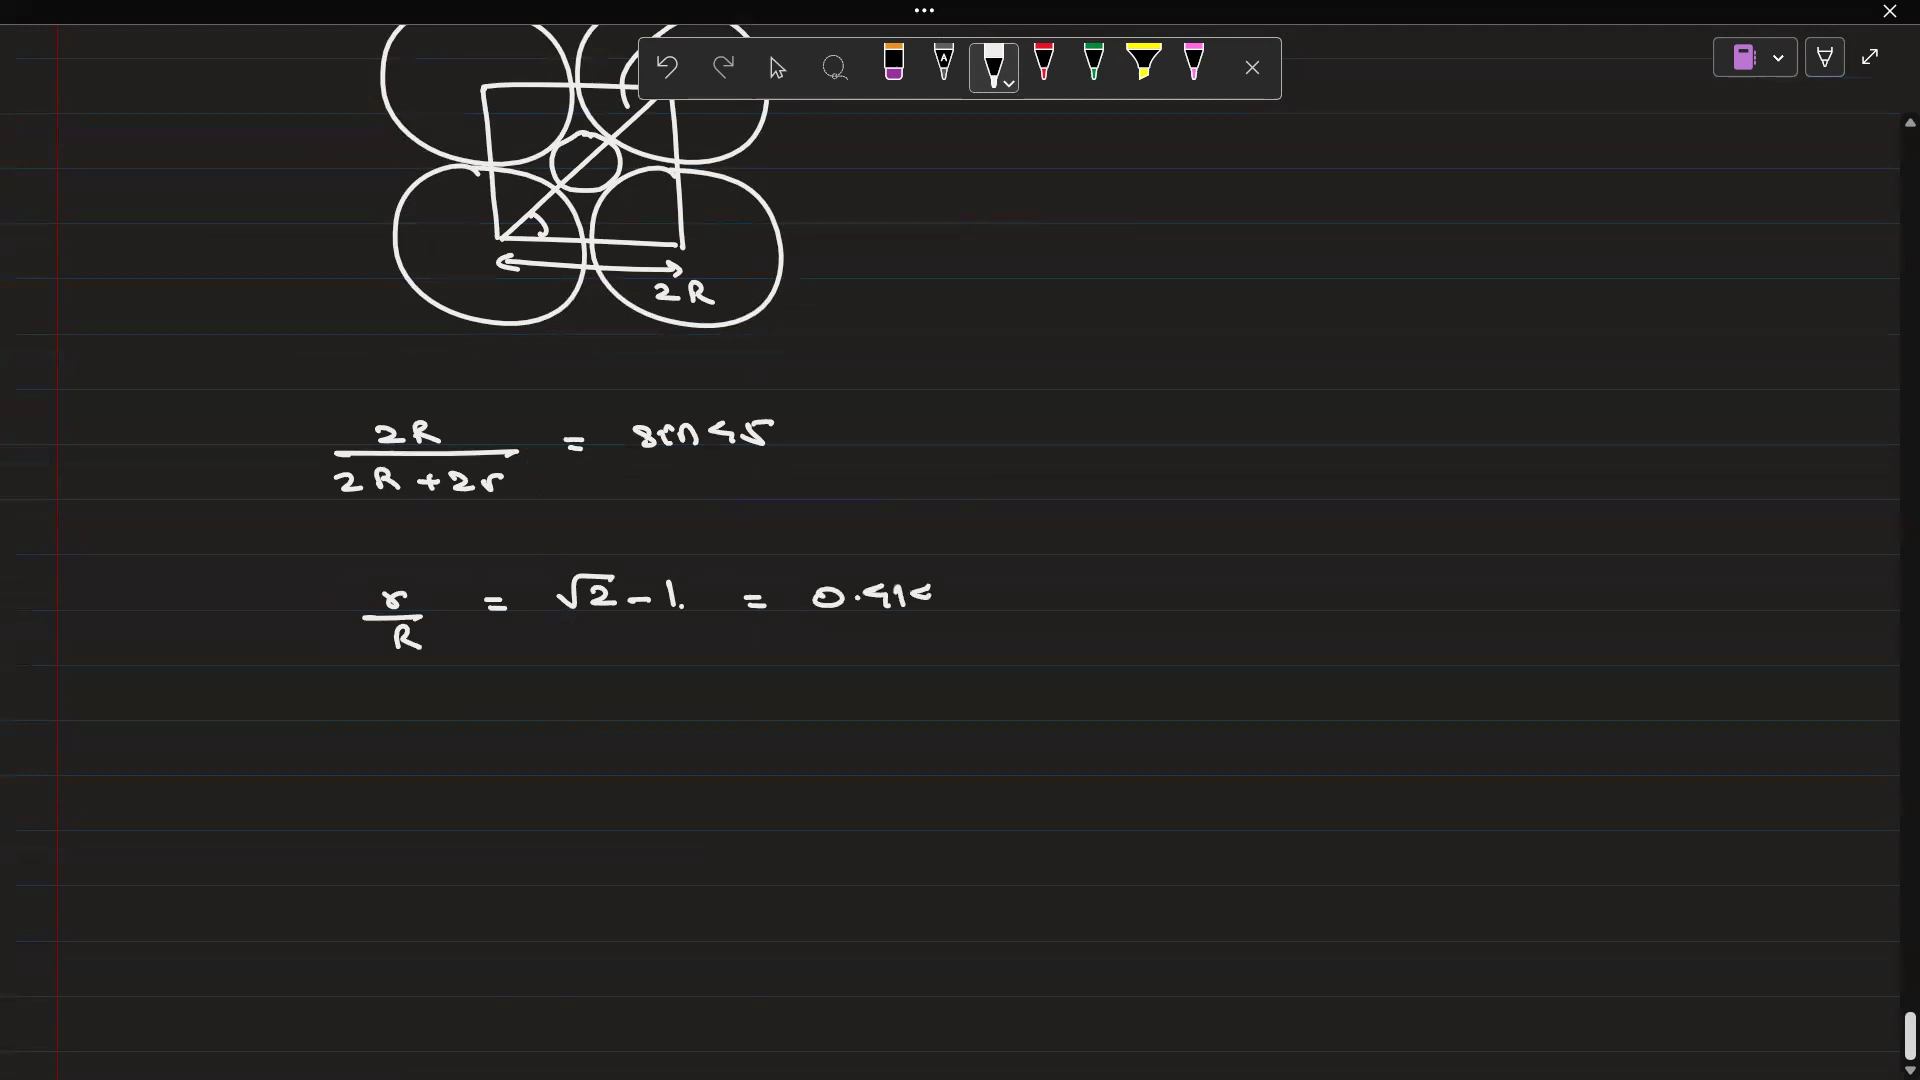 2R
2R / 2R + 2r = sin 45
r / R = √2 - 1. = 0.414